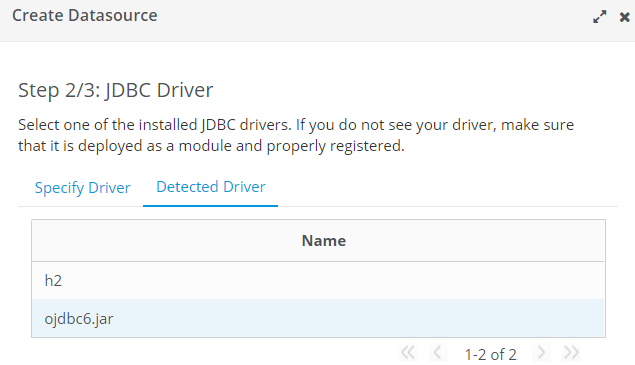 Create Datasource
Step 2/3: JDBC Driver
Select one of the installed JDBC drivers. If you do not see your driver, make sure
that it is deployed as a module and properly registered.
Specify Driver Detected Driver
Name
h2
ojdbc6.jar
1-2 of 2